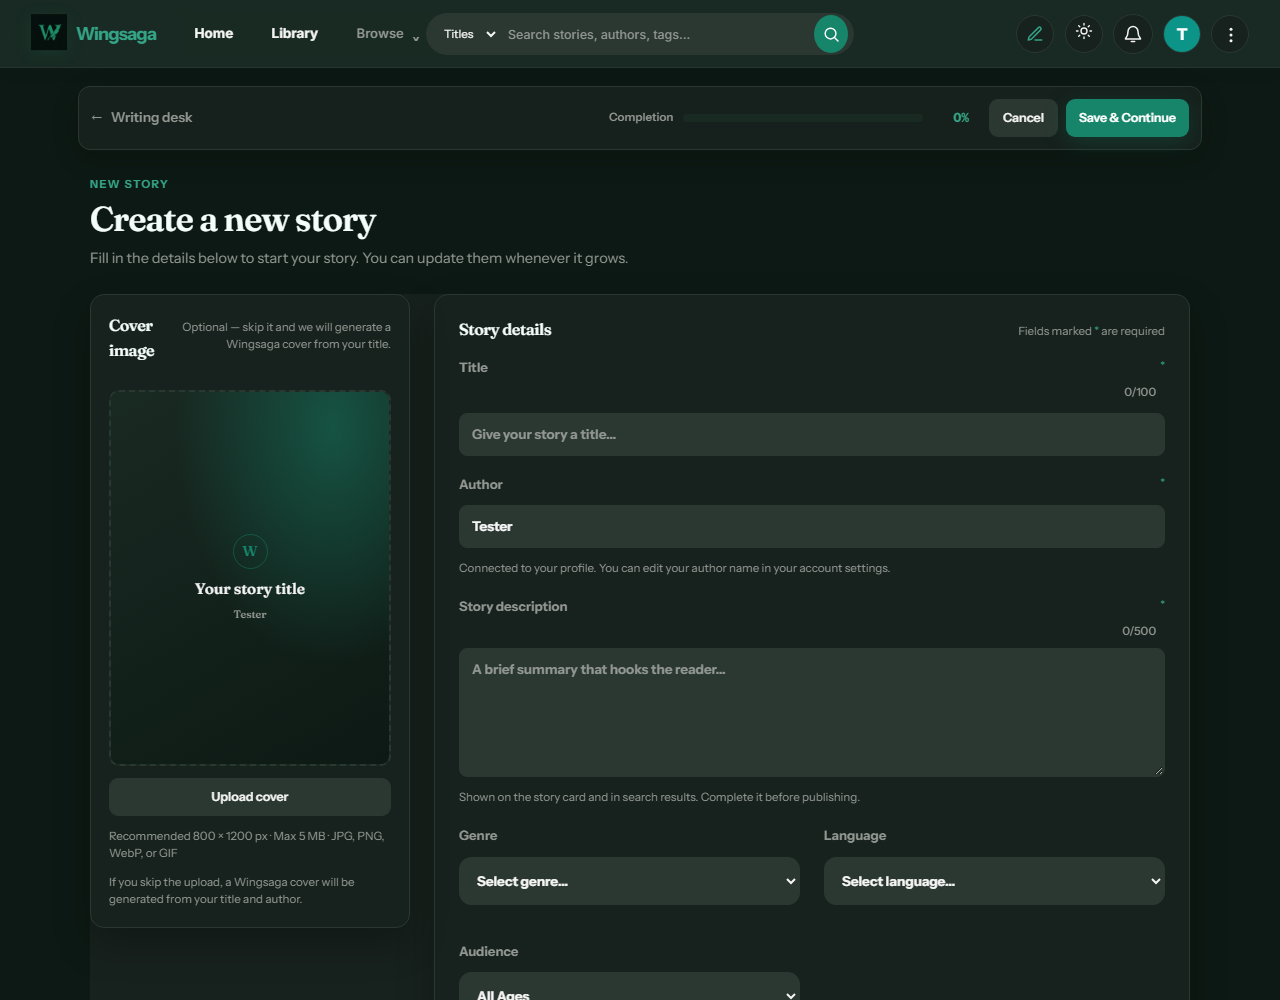 W Wingsaga Home Library Browse Titles Search stories, authors, tags... T
← Writing desk Completion 0% Cancel Save & Continue
NEW STORY
Create a new story
Fill in the details below to start your story. You can update them whenever it grows.
Cover image
Optional — skip it and we will generate a
Wingsaga cover from your title.
W
Your story title
Tester
Upload cover
Recommended 800 × 1200 px · Max 5 MB · JPG, PNG,
WebP, or GIF
If you skip the upload, a Wingsaga cover will be
generated from your title and author.
Story details Fields marked * are required
Title *
0/100
Give your story a title...
Author *
Tester
Connected to your profile. You can edit your author name in your account settings.
Story description *
0/500
A brief summary that hooks the reader...
Shown on the story card and in search results. Complete it before publishing.
Genre Language
Select genre... Select language...
Audience
All Ages